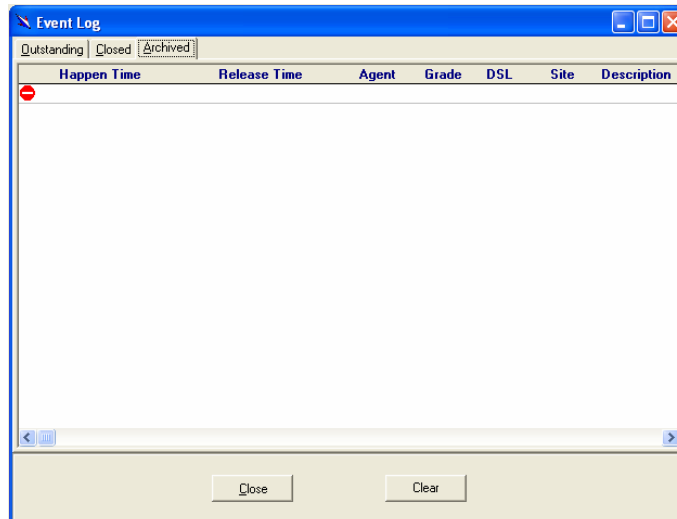 Event Log
Outstanding Closed Archived
Happen Time Release Time Agent Grade DSL Site Description
Close Clear